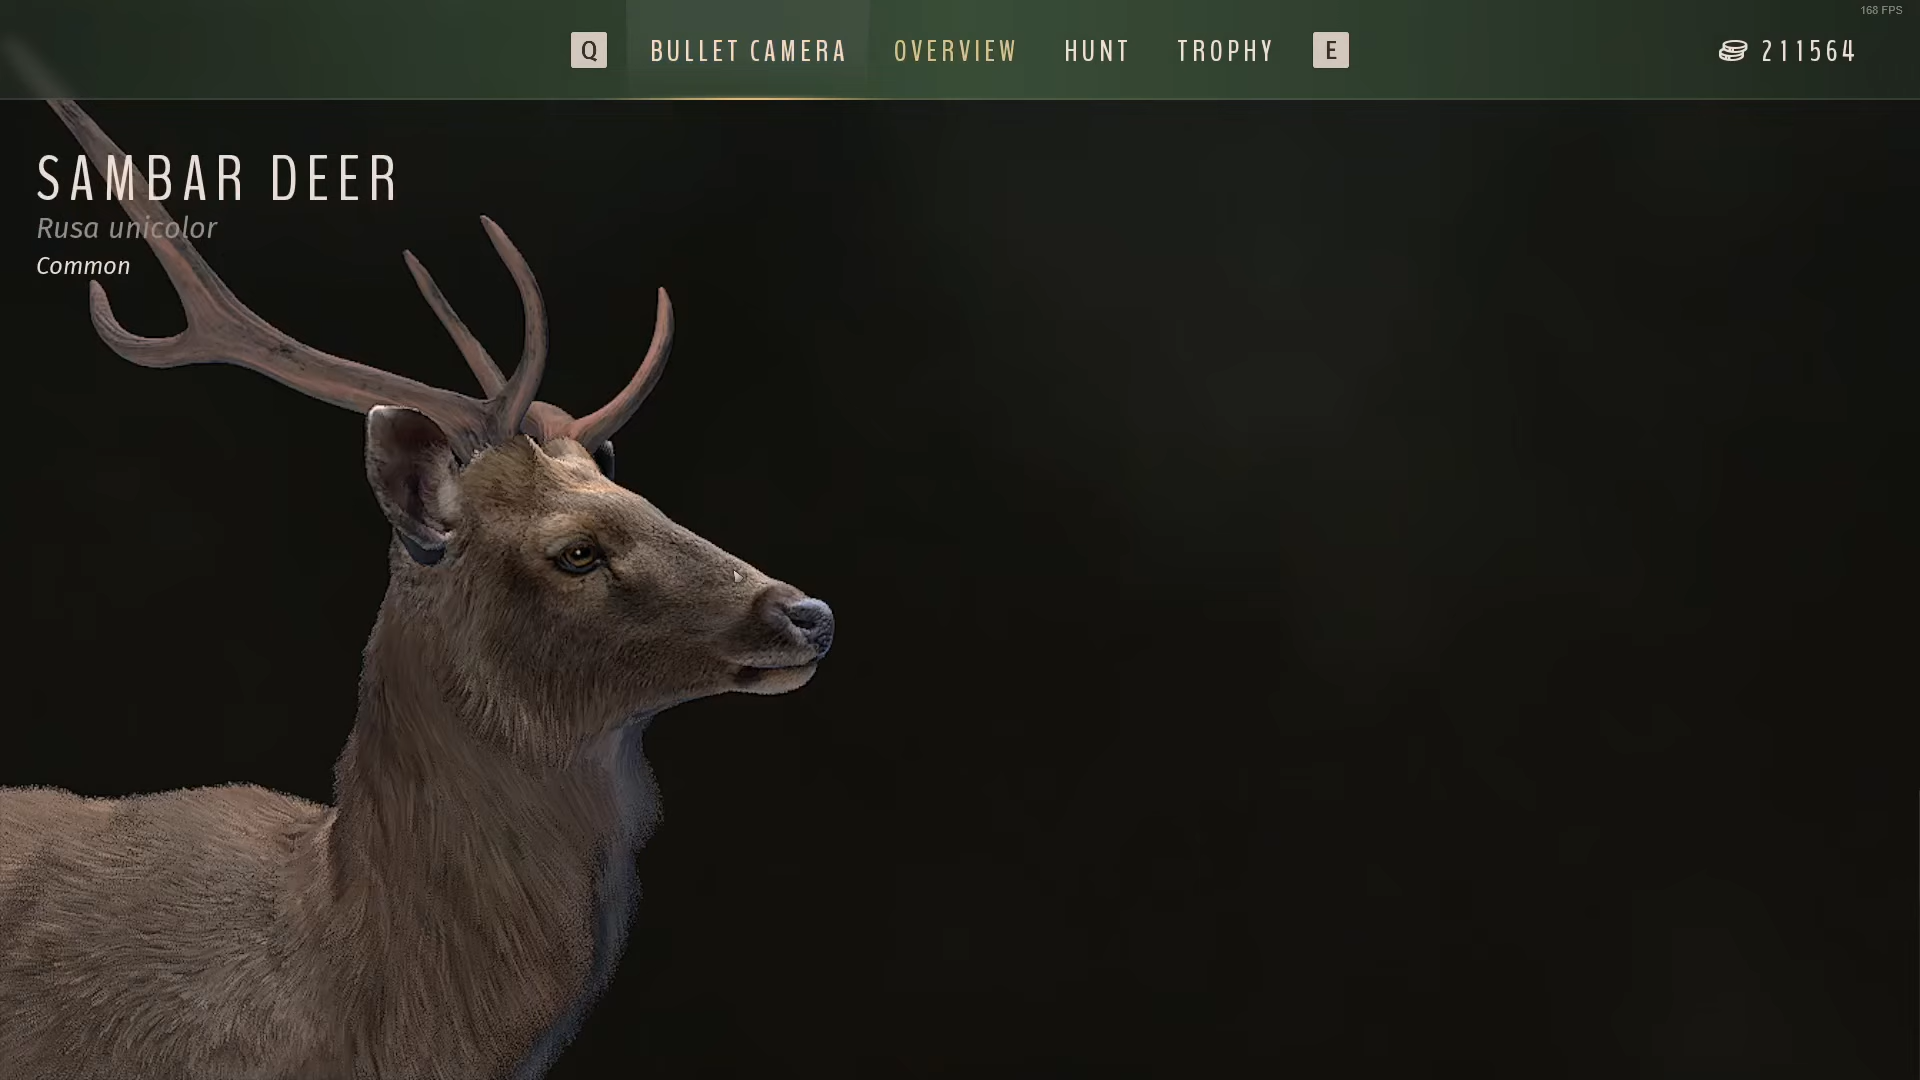 168 FPS
Q BULLET CAMERA OVERVIEW HUNT TROPHY E 211564
SAMBAR DEER
Rusa unicolor
Common